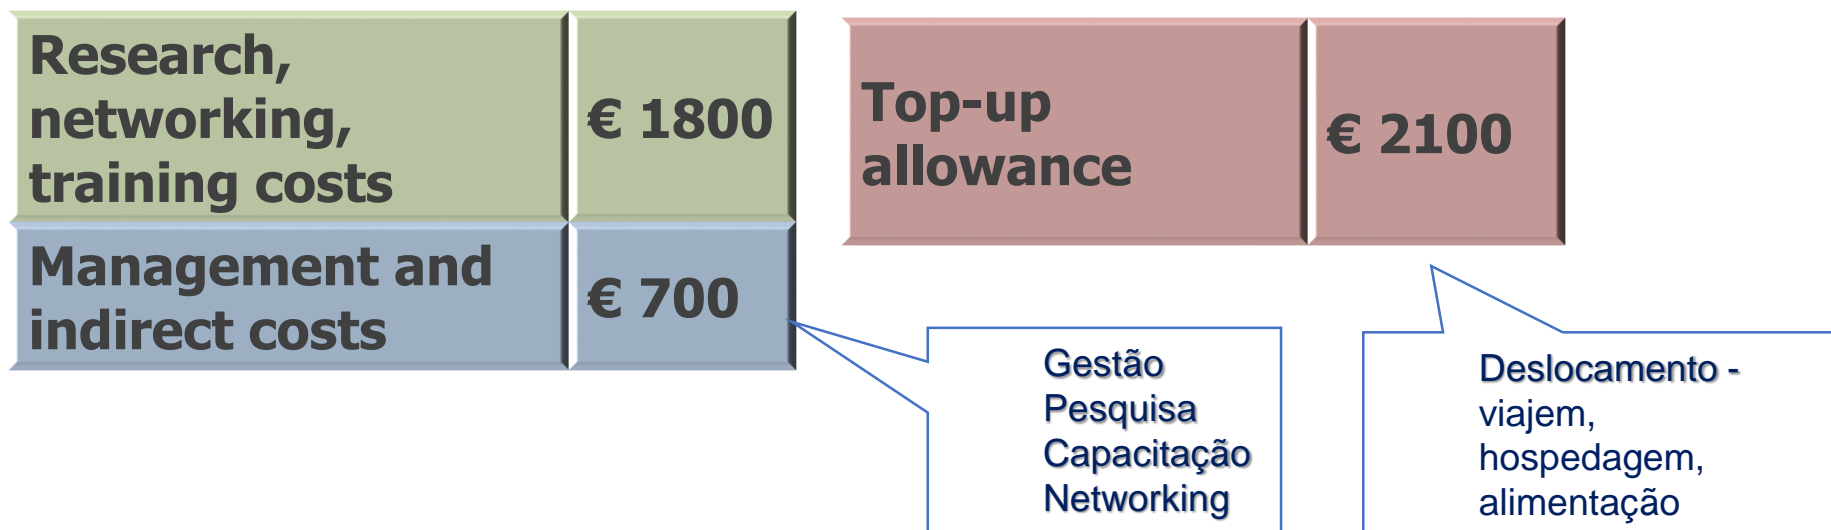 Research,
networking,
training costs
€ 1800
Management and
indirect costs
€ 700
Top-up
allowance
€ 2100
Gestão
Pesquisa
Capacitação
Networking
Deslocamento -
viajem,
hospedagem,
alimentação